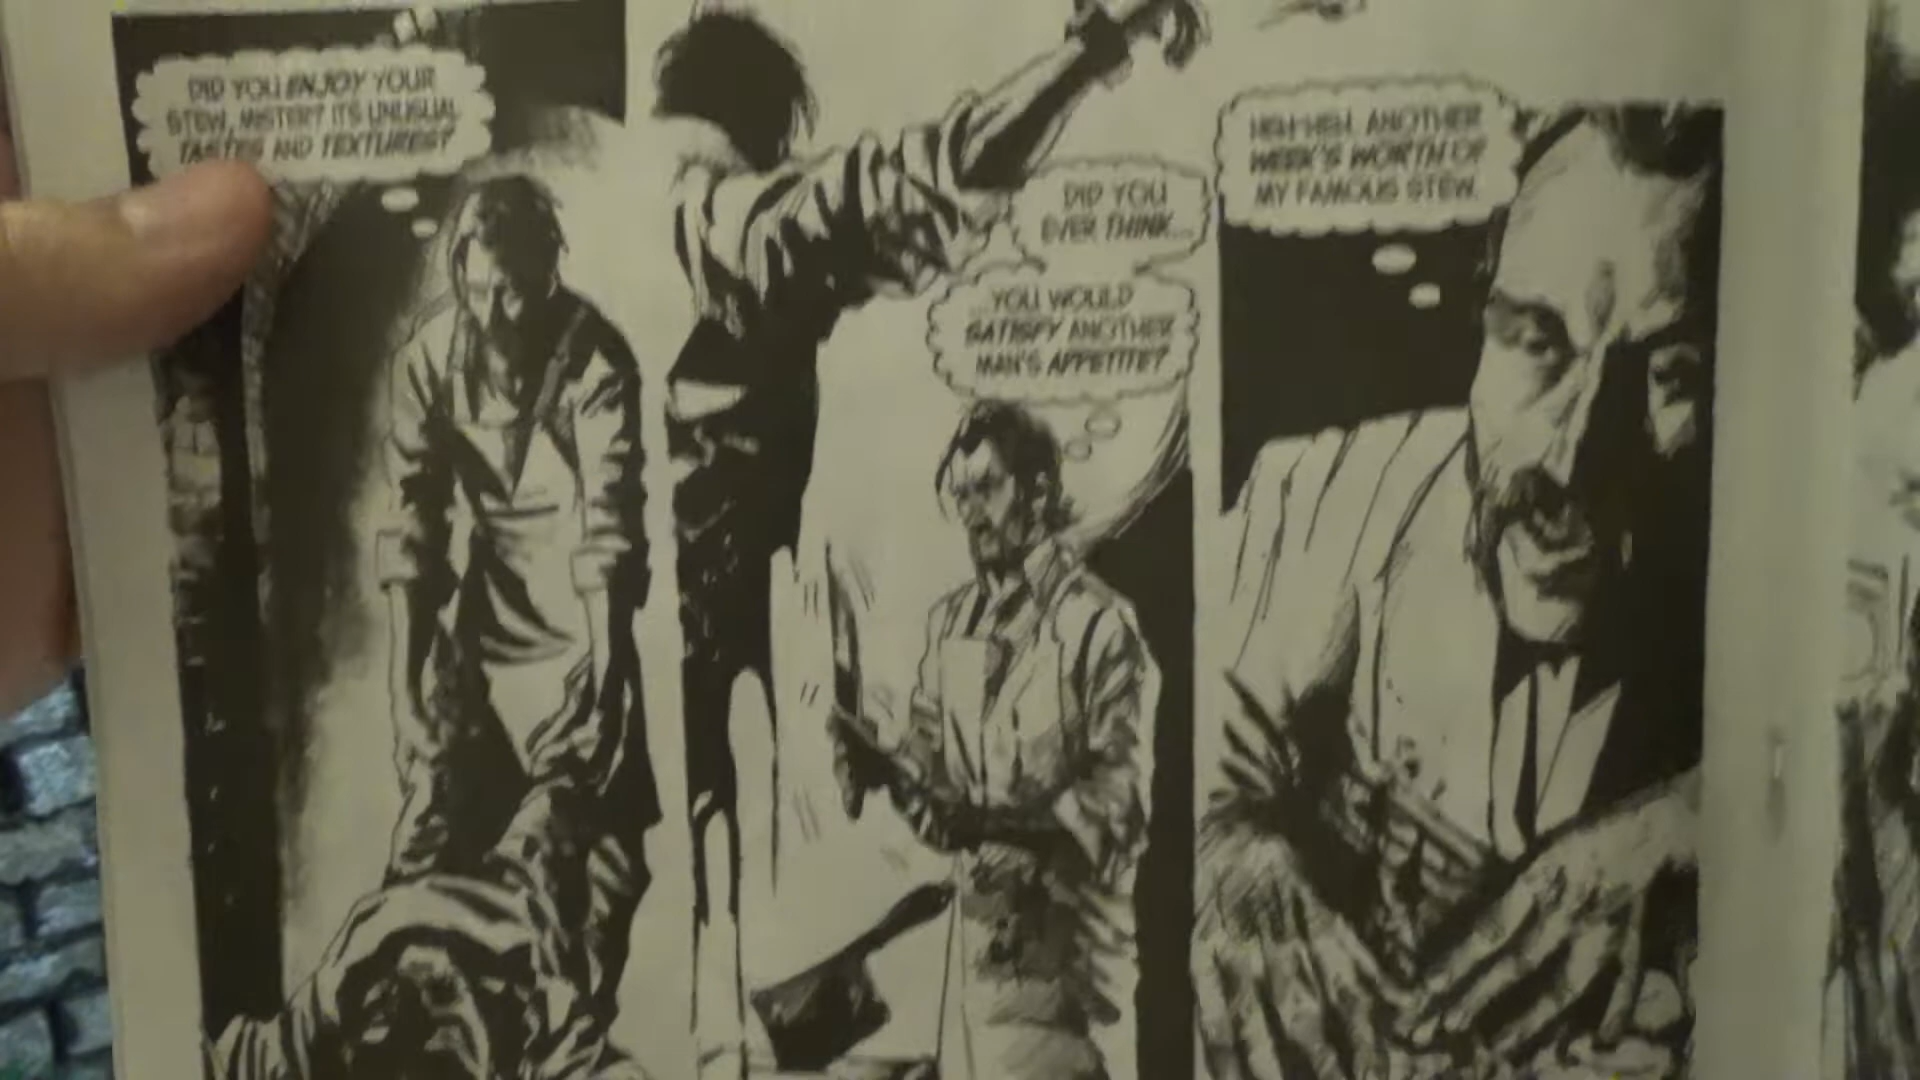 DID YOU ENJOY YOUR
STEW, MISTER? ITS UNUSUAL
TASTES AND TEXTURES?
DID YOU
EVER THINK...
...YOU WOULD
SATISFY ANOTHER
MAN'S APPETITE?
HEH-HEH. ANOTHER
WEEK'S WORTH OF
MY FAMOUS STEW.